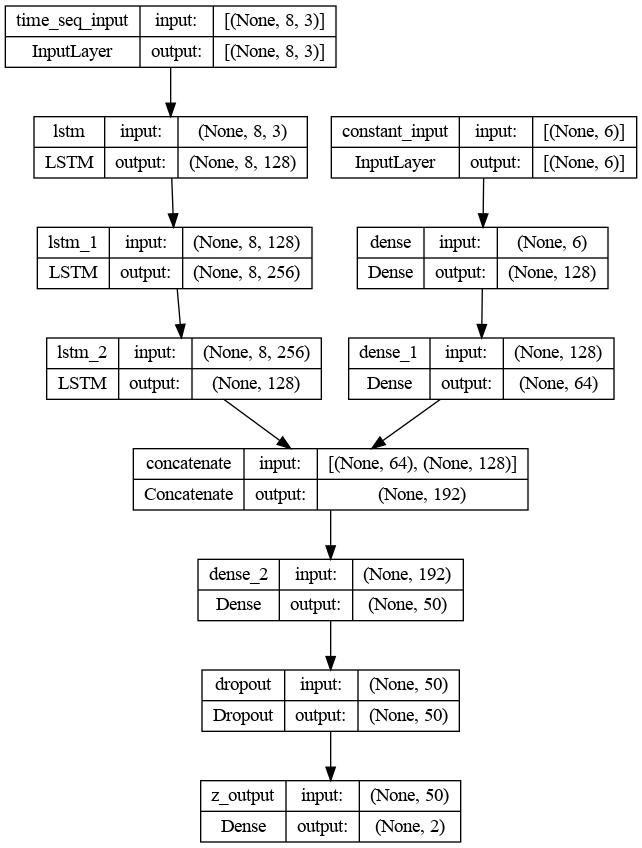 time_seq_input input: [(None, 8, 3)]
InputLayer output: [(None, 8, 3)]
lstm input: (None, 8, 3)
LSTM output: (None, 8, 128)
constant_input input: [(None, 6)]
InputLayer output: [(None, 6)]
lstm_1 input: (None, 8, 128)
LSTM output: (None, 8, 256)
dense input: (None, 6)
Dense output: (None, 128)
lstm_2 input: (None, 8, 256)
LSTM output: (None, 128)
dense_1 input: (None, 128)
Dense output: (None, 64)
concatenate input: [(None, 64), (None, 128)]
Concatenate output: (None, 192)
dense_2 input: (None, 192)
Dense output: (None, 50)
dropout input: (None, 50)
Dropout output: (None, 50)
z_output input: (None, 50)
Dense output: (None, 2)